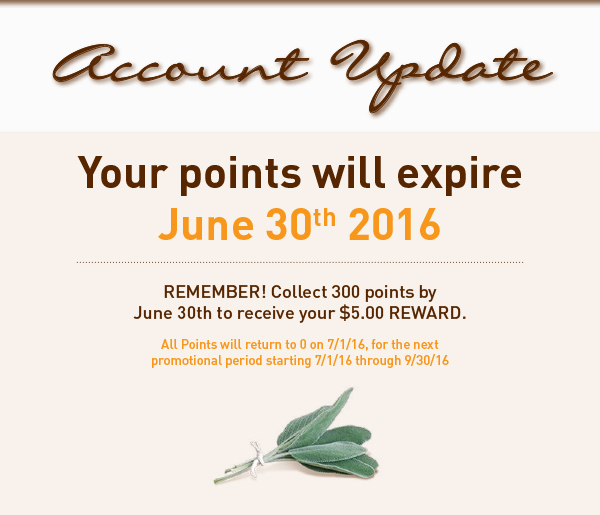 Account Update
Your points will expire
June 30th 2016
REMEMBER! Collect 300 points by
June 30th to receive your $5.00 REWARD.
All Points will return to 0 on 7/1/16, for the next
promotional period starting 7/1/16 through 9/30/16